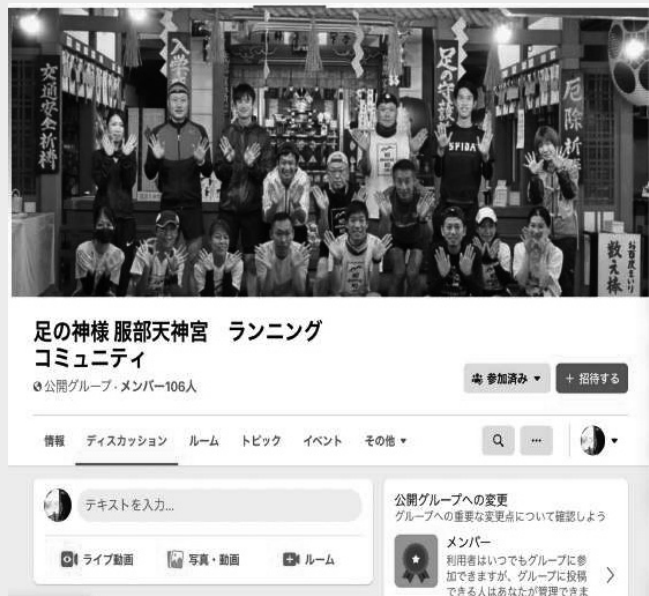 交通安全祈祷
入学
足の守護
厄除祈祷
お百度まいり
数え棒
SPIDA
足の神様 服部天神宮　ランニング
コミュニティ
公開グループ・メンバー106人
参加済み
+ 招待する
情報
ディスカッション
ルーム
トピック
イベント
その他
テキストを入力...
ライブ動画
写真・動画
ルーム
公開グループへの変更
グループへの重要な変更点について確認しよう
メンバー
利用者はいつでもグループに参
加できますが、グループに投稿
できる人はあなたが管理できま